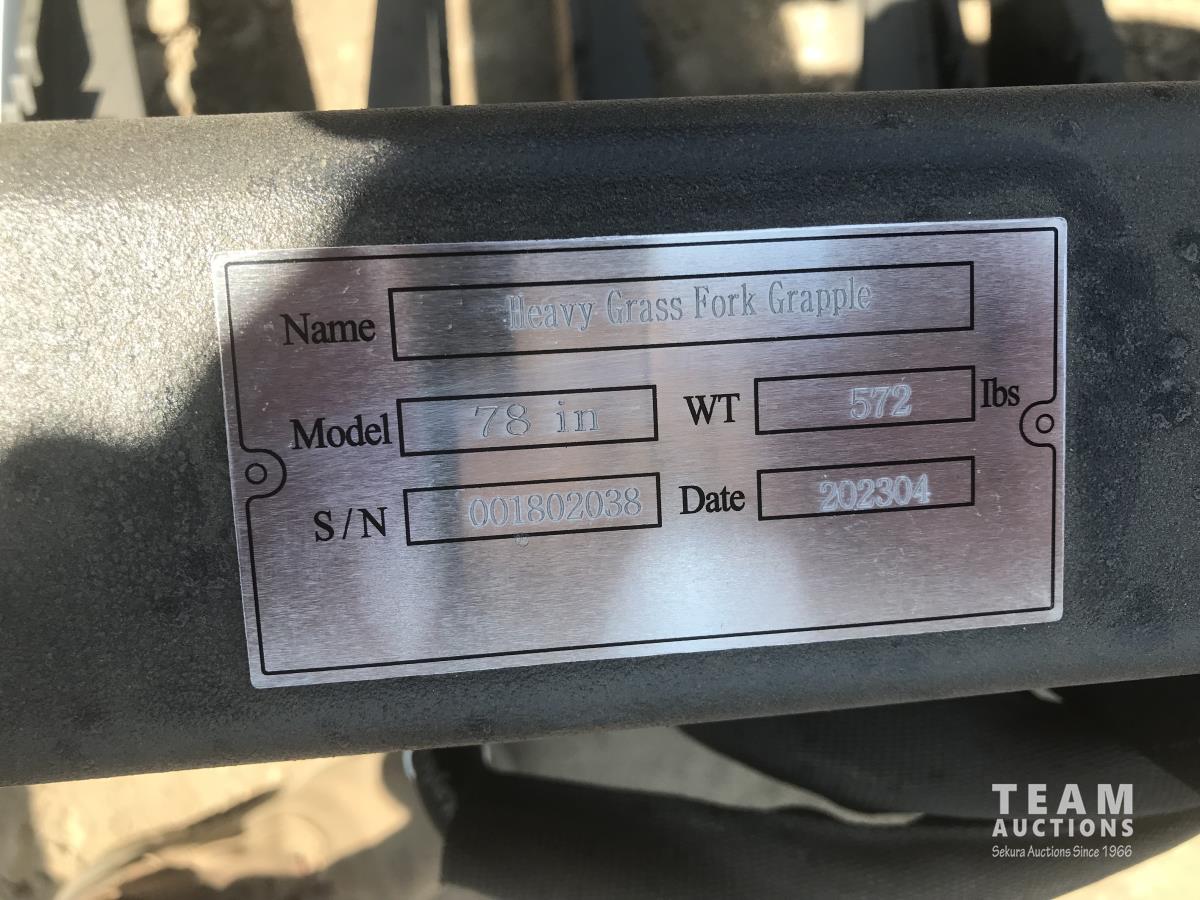 Name Heavy Grass Fork Grapple
Model 78 in WT 572 Ibs
S/N 001802038 Date 202304
TEAM
AUCTIONS
Sekura Auctions Since 1966